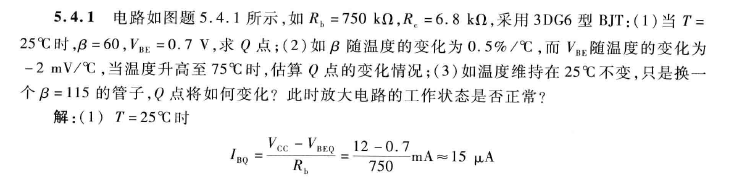 5.4.1 电路如图题 5.4.1 所示,如 R_b = 750 kΩ,R_c = 6.8 kΩ,采用 3DG6 型 BJT:(1)当 T =
25℃时,β = 60,V_BE = 0.7 V,求 Q 点;(2)如 β 随温度的变化为 0.5%/℃,而 V_BE 随温度的变化为
-2 mV/℃,当温度升高至 75℃时,估算 Q 点的变化情况;(3)如温度维持在 25℃不变,只是换一
个 β = 115 的管子,Q 点将如何变化? 此时放大电路的工作状态是否正常?
解:(1) T = 25℃时
I_BQ = (V_CC - V_BEQ)/R_b = (12 - 0.7)/750 mA ≈ 15 μA